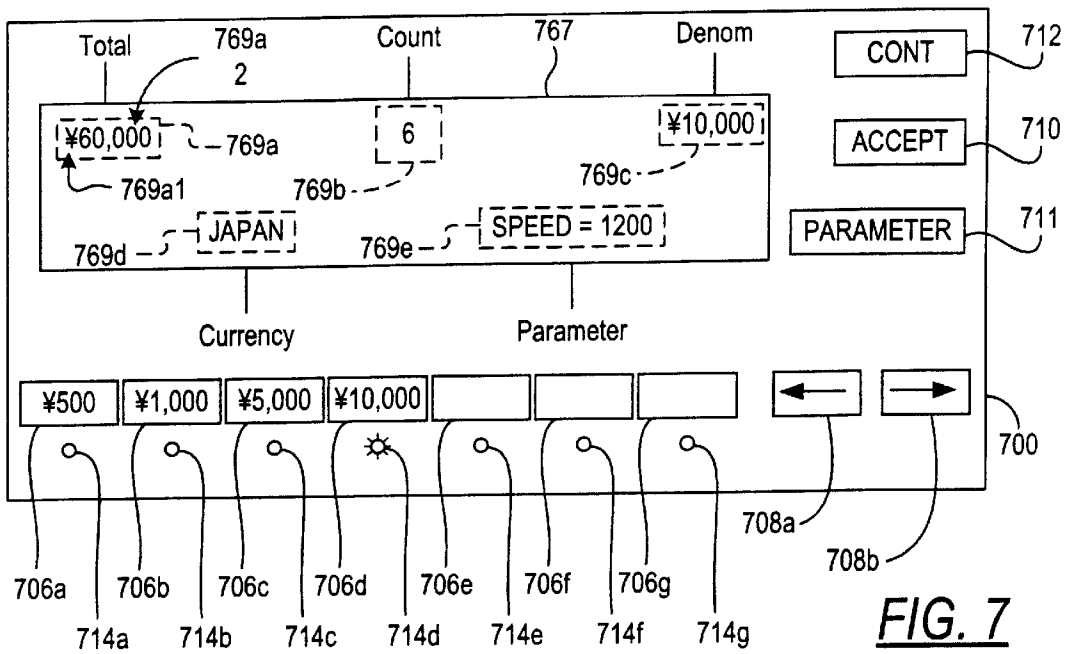 Total 769a 2 Count 767 Denom CONT 712
¥60,000 769a 6 ¥10,000 ACCEPT 710
769a1 769b 769c
769d JAPAN 769e SPEED = 1200 PARAMETER 711
Currency Parameter
¥500 ¥1,000 ¥5,000 ¥10,000
700
708a 708b
706a 706b 706c 706d 706e 706f 706g
714a 714b 714c 714d 714e 714f 714g
FIG. 7